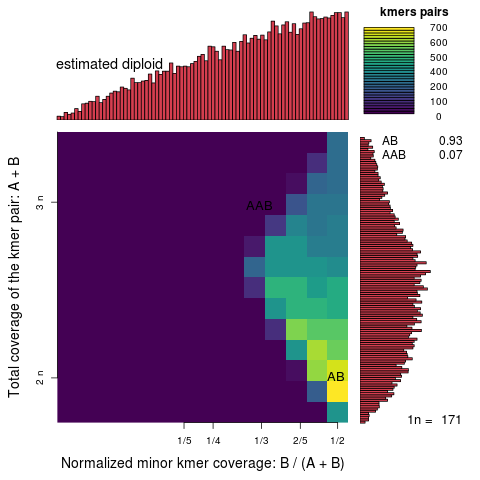 kmers pairs
estimated diploid
700
600
500
400
300
200
100
0
AB 0.93
AAB 0.07
Total coverage of the kmer pair: A + B
3 n
2 n
AAB
AB
1n = 171
1/5 1/4 1/3 2/5 1/2
Normalized minor kmer coverage: B / (A + B)